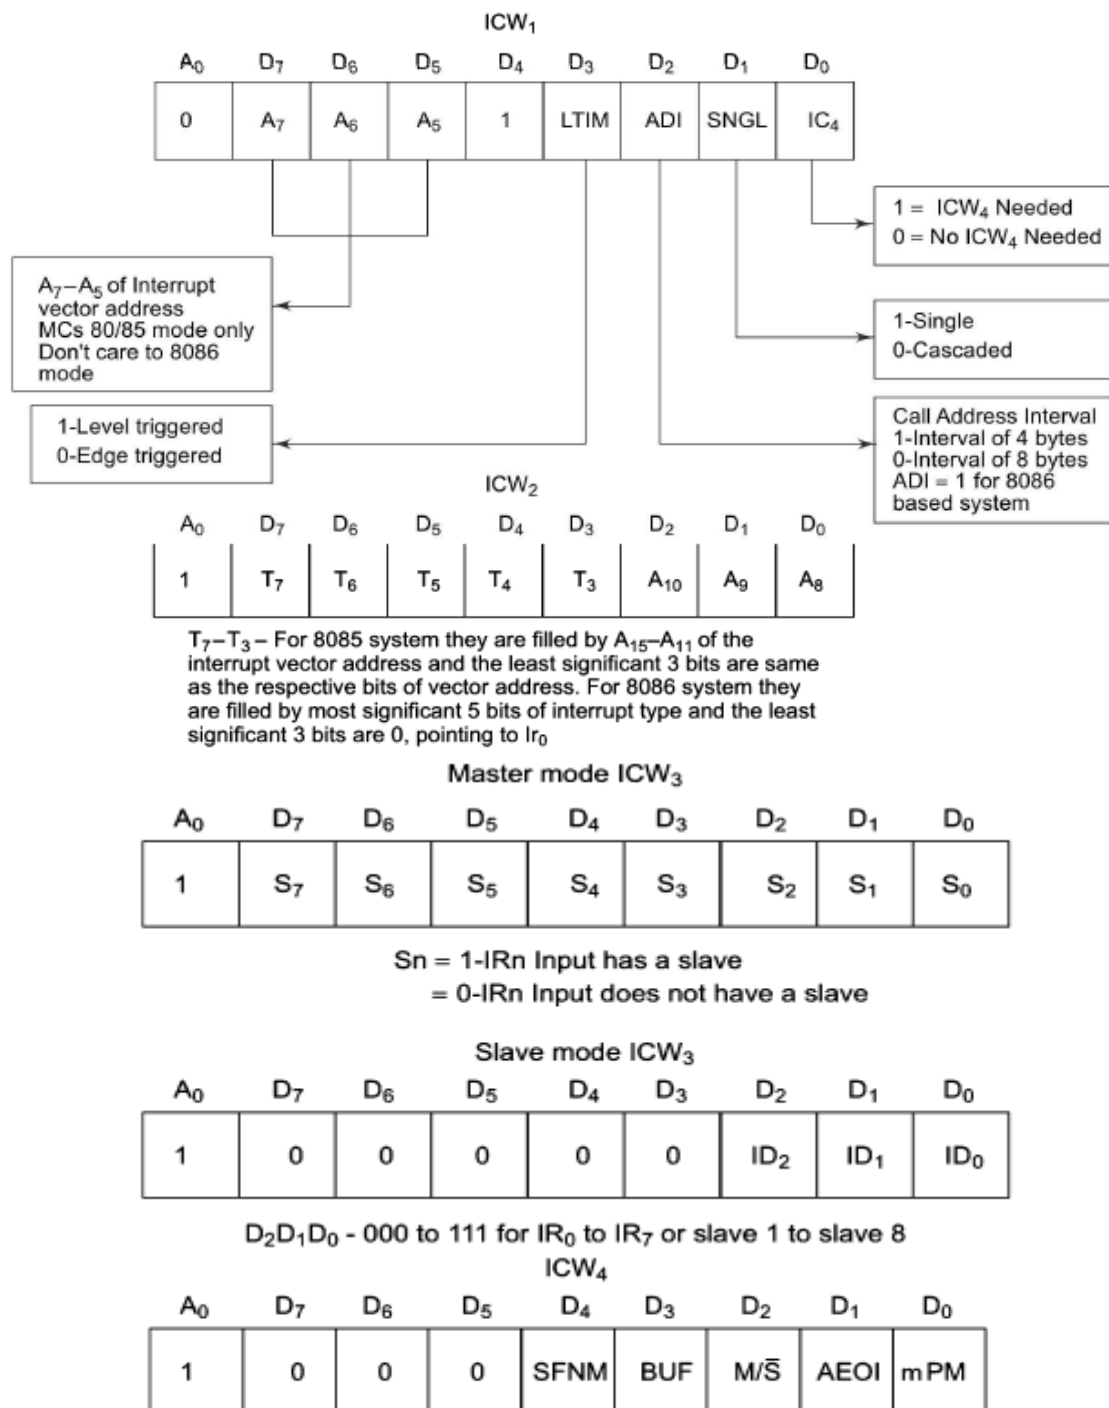 ICW₁
A₀ D₇ D₆ D₅ D₄ D₃ D₂ D₁ D₀
0 A₇ A₆ A₅ 1 LTIM ADI SNGL IC₄
1 = ICW₄ Needed
0 = No ICW₄ Needed
A₇–A₅ of Interrupt
vector address
MCs 80/85 mode only
Don't care to 8086
mode
1-Single
0-Cascaded
1-Level triggered
0-Edge triggered
Call Address Interval
1-Interval of 4 bytes
0-Interval of 8 bytes
ADI = 1 for 8086
based system
ICW₂
A₀ D₇ D₆ D₅ D₄ D₃ D₂ D₁ D₀
1 T₇ T₆ T₅ T₄ T₃ A₁₀ A₉ A₈
T₇–T₃ – For 8085 system they are filled by A₁₅–A₁₁ of the
interrupt vector address and the least significant 3 bits are same
as the respective bits of vector address. For 8086 system they
are filled by most significant 5 bits of interrupt type and the least
significant 3 bits are 0, pointing to Ir₀
Master mode ICW₃
A₀ D₇ D₆ D₅ D₄ D₃ D₂ D₁ D₀
1 S₇ S₆ S₅ S₄ S₃ S₂ S₁ S₀
Sn = 1-IRn Input has a slave
= 0-IRn Input does not have a slave
Slave mode ICW₃
A₀ D₇ D₆ D₅ D₄ D₃ D₂ D₁ D₀
1 0 0 0 0 0 ID₂ ID₁ ID₀
D₂D₁D₀ - 000 to 111 for IR₀ to IR₇ or slave 1 to slave 8
ICW₄
A₀ D₇ D₆ D₅ D₄ D₃ D₂ D₁ D₀
1 0 0 0 SFNM BUF M/S̅ AEOI mPM